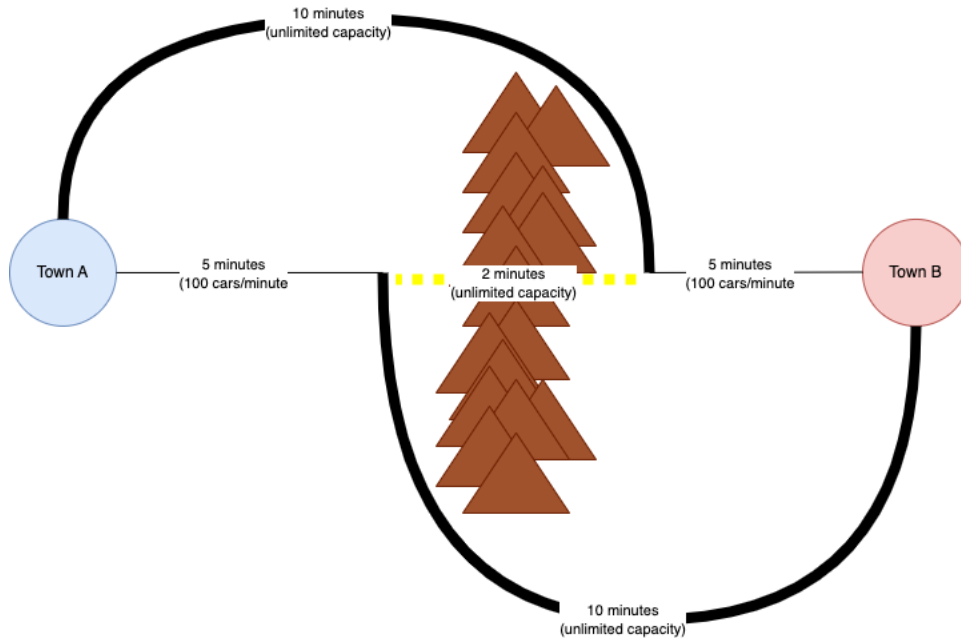 10 minutes
(unlimited capacity)
Town A
5 minutes
(100 cars/minute
2 minutes
(unlimited capacity)
5 minutes
(100 cars/minute
Town B
10 minutes
(unlimited capacity)